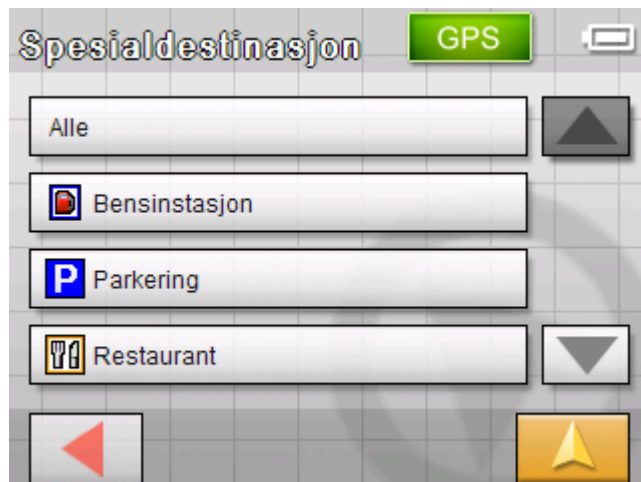 Spesialdestinasjon GPS
Alle
Bensinstasjon
P Parkering
Restaurant